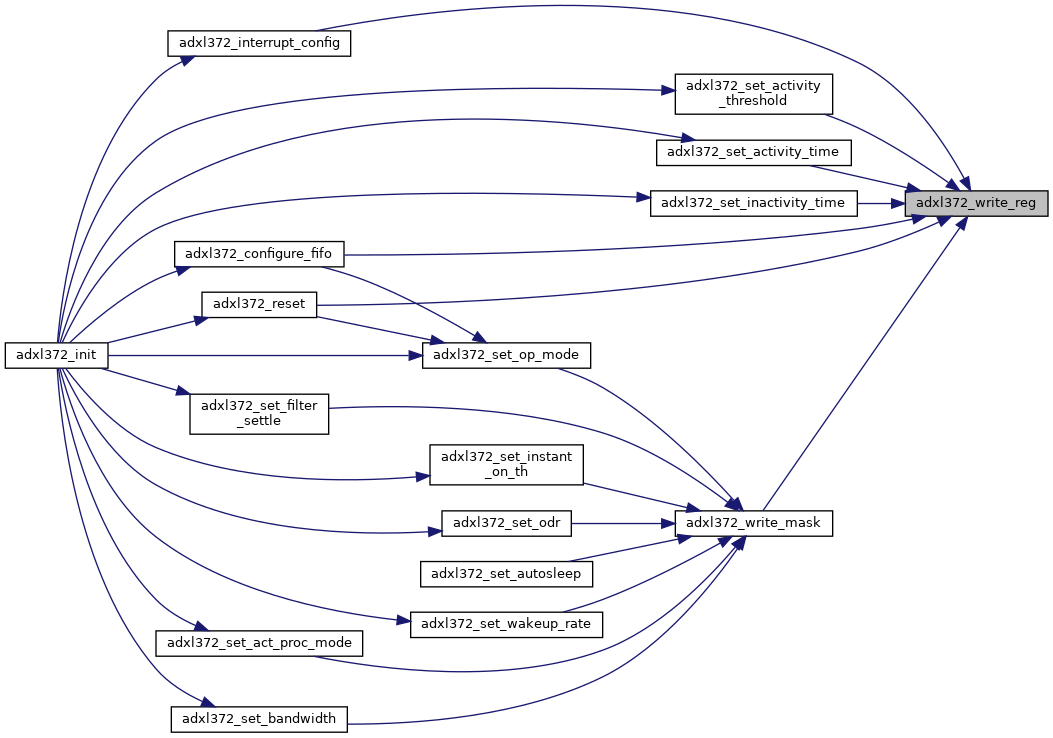 adxl372_interrupt_config
adxl372_set_activity
_threshold
adxl372_set_activity_time
adxl372_set_inactivity_time
adxl372_write_reg
adxl372_configure_fifo
adxl372_reset
adxl372_init
adxl372_set_op_mode
adxl372_set_filter
_settle
adxl372_set_instant
_on_th
adxl372_set_odr
adxl372_write_mask
adxl372_set_autosleep
adxl372_set_wakeup_rate
adxl372_set_act_proc_mode
adxl372_set_bandwidth